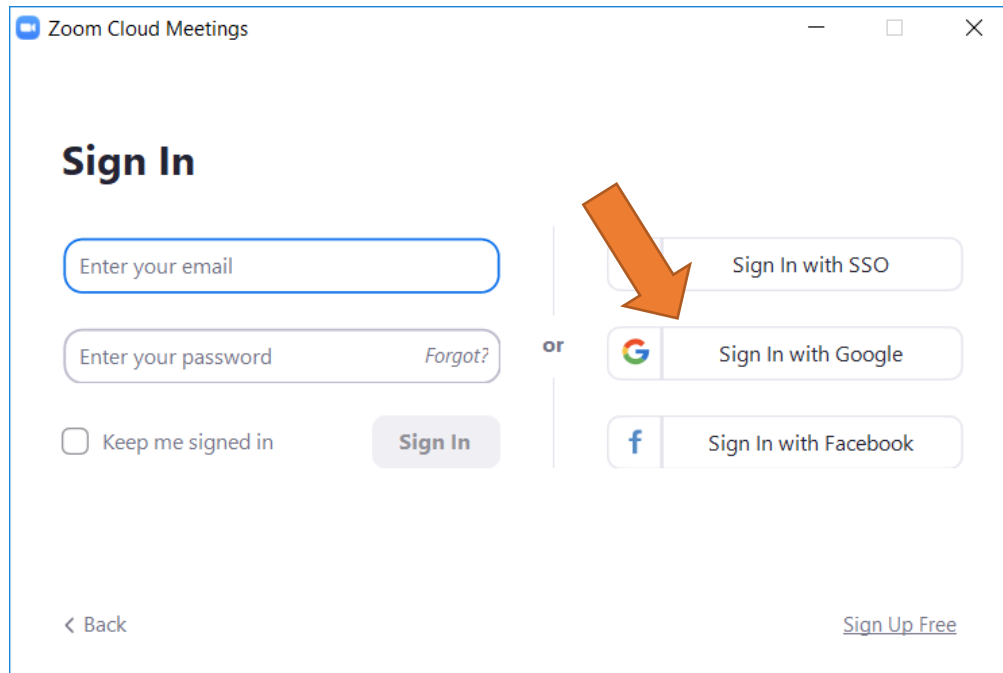 Zoom Cloud Meetings
Sign In
Enter your email
Enter your password Forgot?
Keep me signed in Sign In
or
Sign In with SSO
Sign In with Google
Sign In with Facebook
< Back
Sign Up Free